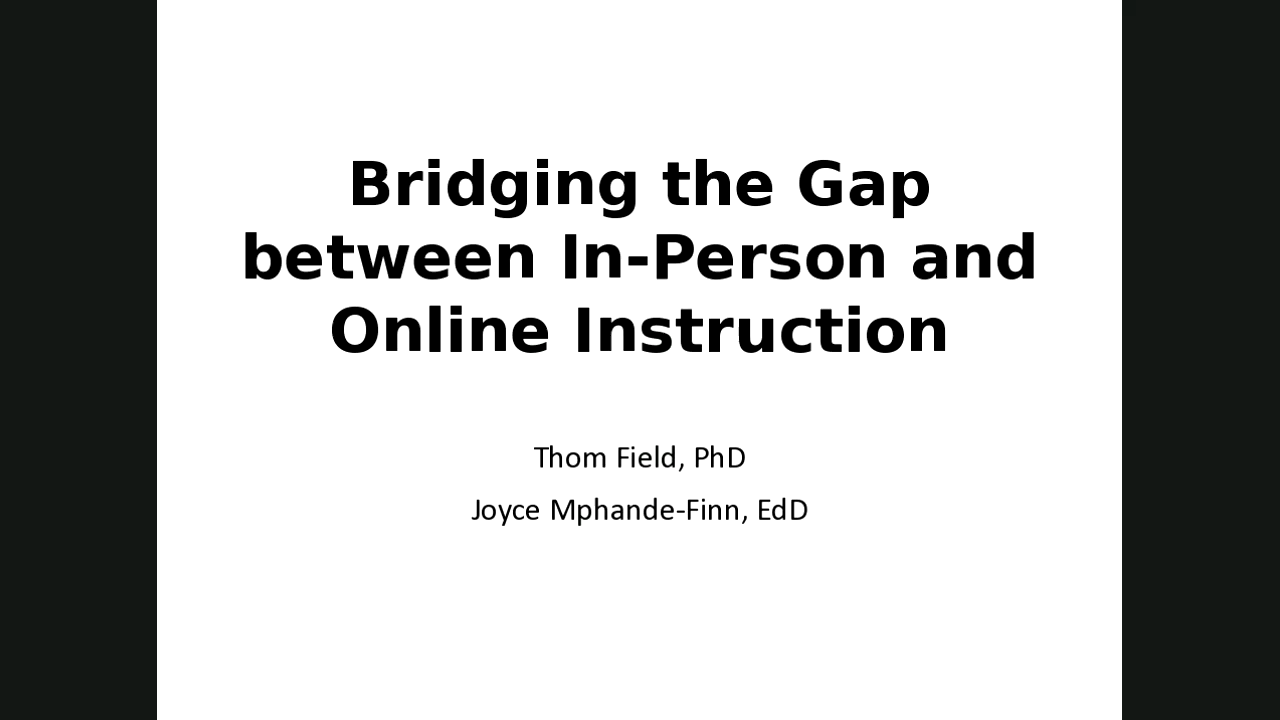 Bridging the Gap
between In-Person and
Online Instruction
Thom Field, PhD
Joyce Mphande-Finn, EdD